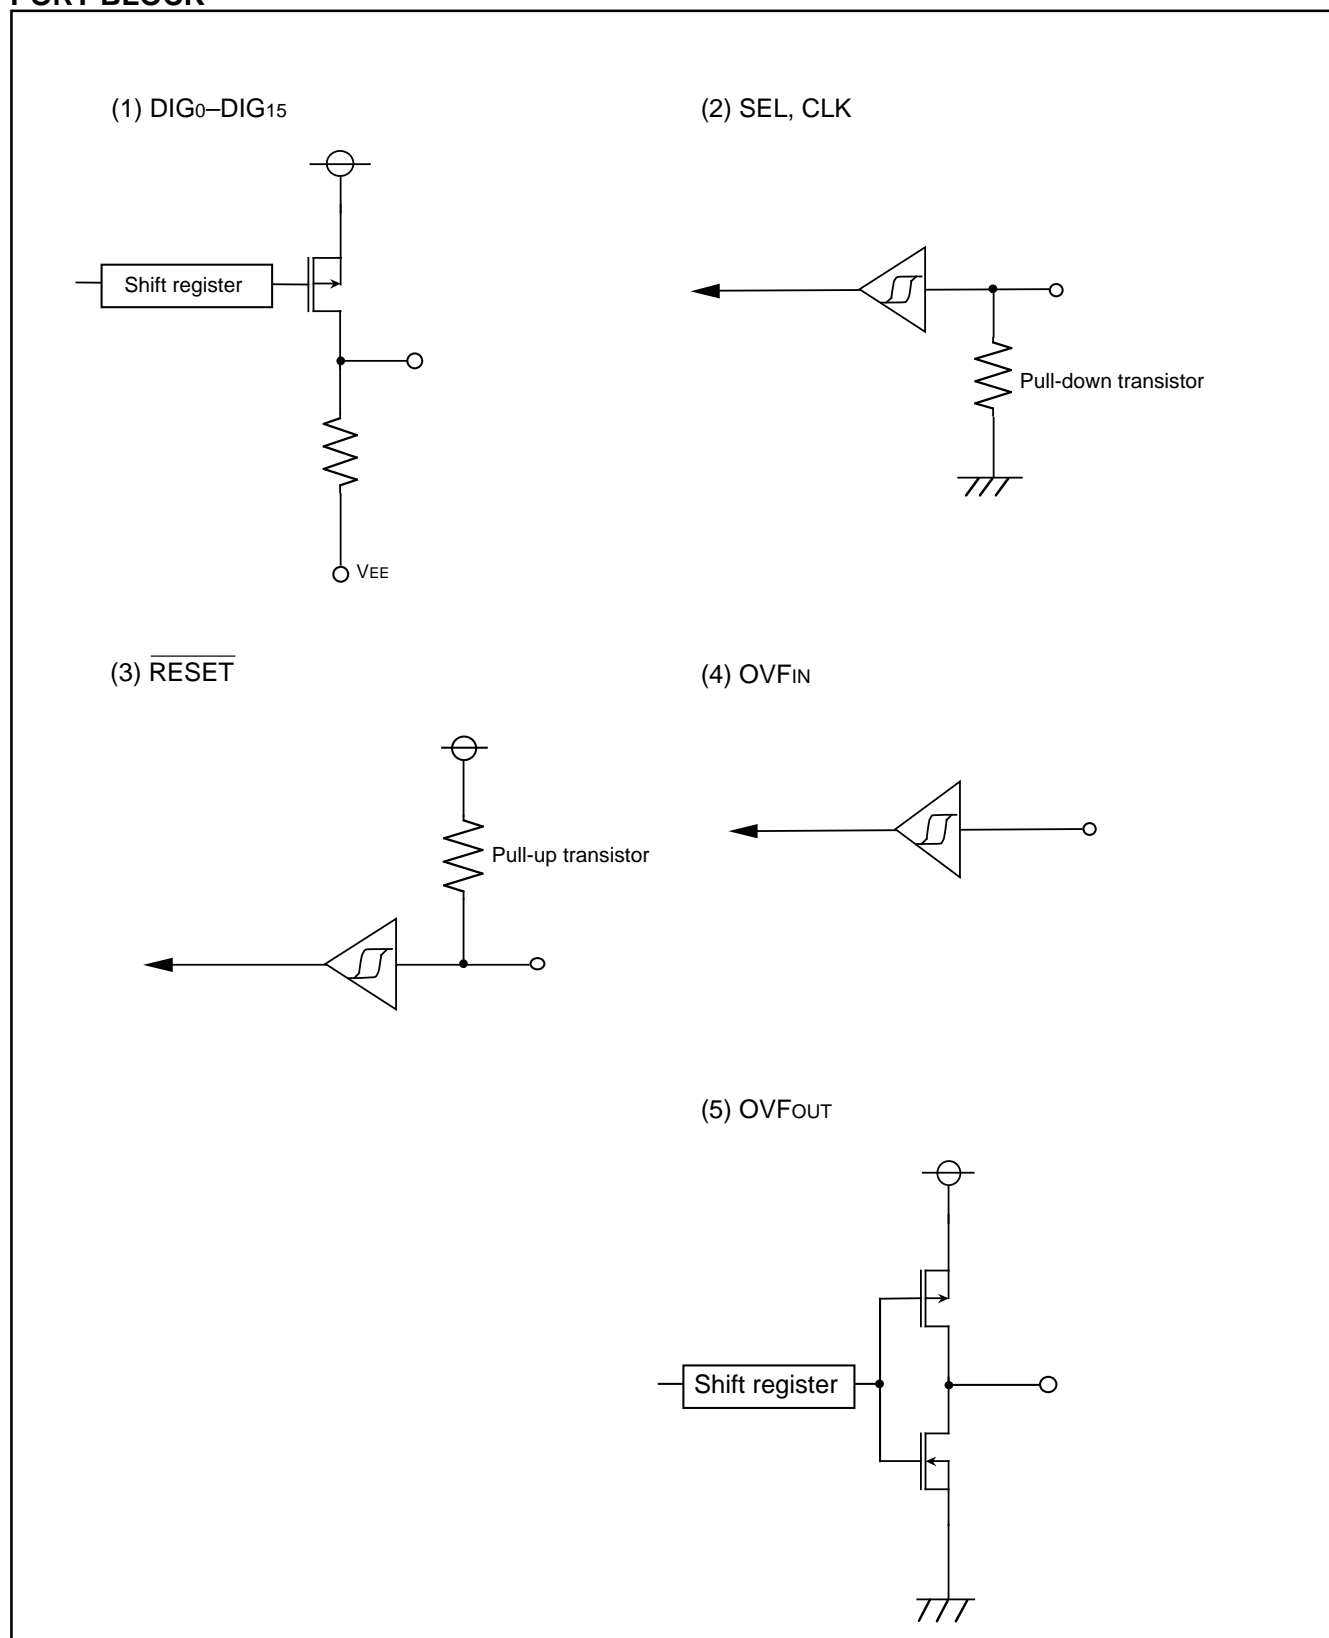 PORT BLOCK
(1) DIG0–DIG15
(2) SEL, CLK
Shift register
Pull-down transistor
VEE
(3) RESET
(4) OVFIN
Pull-up transistor
(5) OVFOUT
Shift register